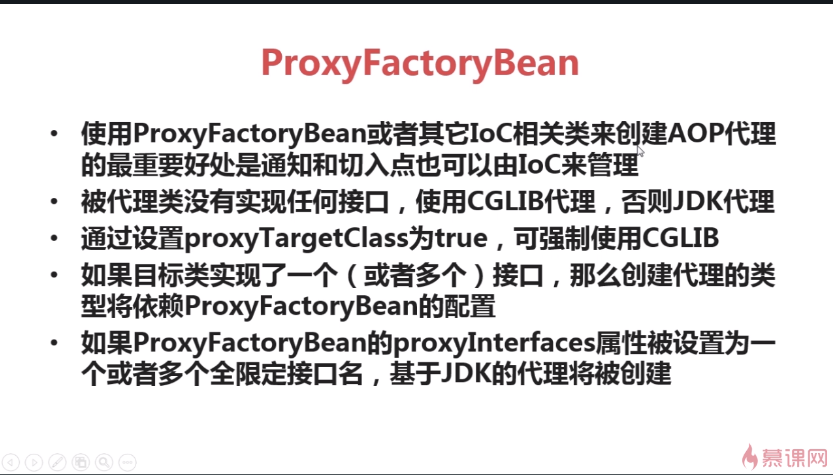 ProxyFactoryBean
• 使用ProxyFactoryBean或者其它IoC相关类来创建AOP代理
的最重要好处是通知和切入点也可以由IoC来管理
• 被代理类没有实现任何接口，使用CGLIB代理，否则JDK代理
• 通过设置proxyTargetClass为true，可强制使用CGLIB
• 如果目标类实现了一个（或者多个）接口，那么创建代理的类
型将依赖ProxyFactoryBean的配置
• 如果ProxyFactoryBean的proxyInterfaces属性被设置为一
个或者多个全限定接口名，基于JDK的代理将被创建
慕课网